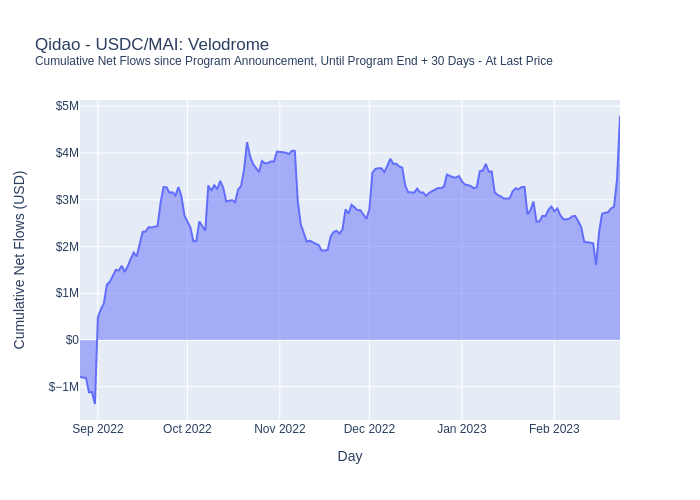 Qidao - USDC/MAI: Velodrome
Cumulative Net Flows since Program Announcement, Until Program End + 30 Days - At Last Price
Cumulative Net Flows (USD)
$5M
$4M
$3M
$2M
$1M
$0
$−1M
Sep 2022
Oct 2022
Nov 2022
Dec 2022
Jan 2023
Feb 2023
Day